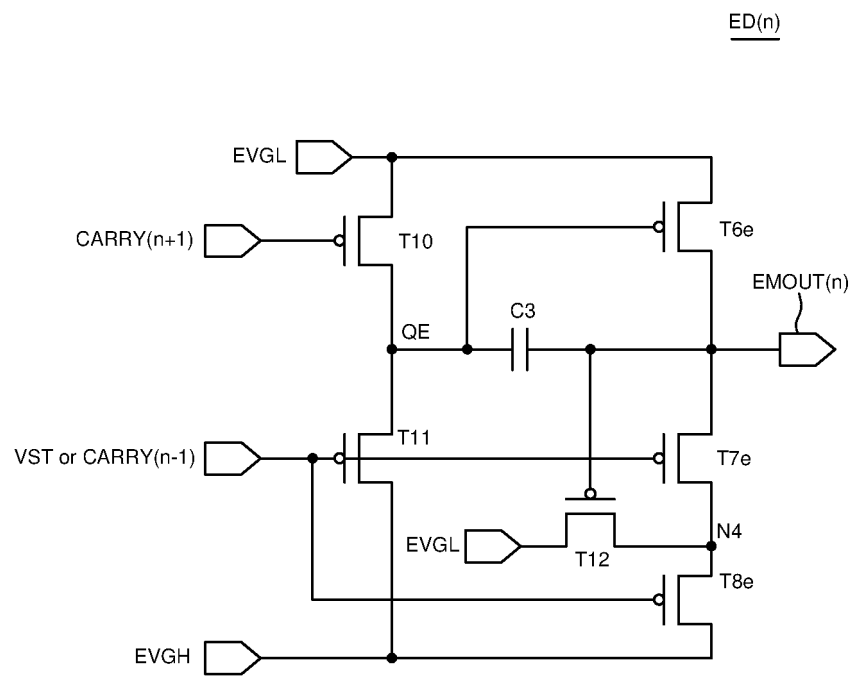 ED(n)
EVGL
CARRY(n+1)
T10
T6e
EMOUT(n)
C3
QE
T11
VST or CARRY(n-1)
T7e
N4
EVGL
T12
T8e
EVGH